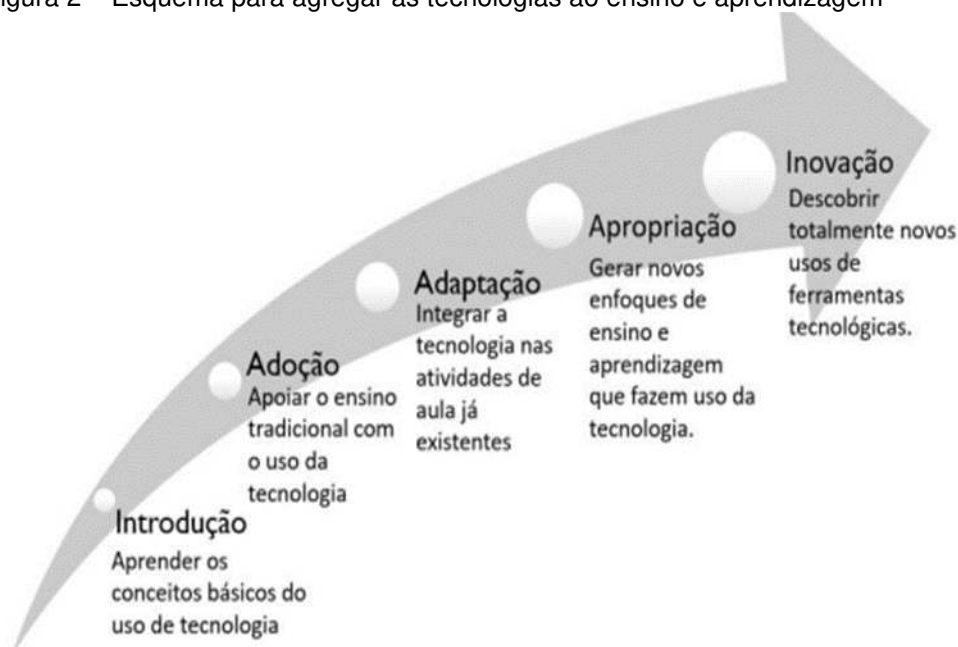 igura 2 – Esquema para agregar as tecnologias ao ensino e aprendizagem
Introdução
Aprender os
conceitos básicos do
uso de tecnologia
Adoção
Apoiar o ensino
tradicional com
o uso da
tecnologia
Adaptação
Integrar a
tecnologia nas
atividades de
aula já
existentes
Apropriação
Gerar novos
enfoques de
ensino e
aprendizagem
que fazem uso da
tecnologia.
Inovação
Descobrir
totalmente novos
usos de
ferramentas
tecnológicas.